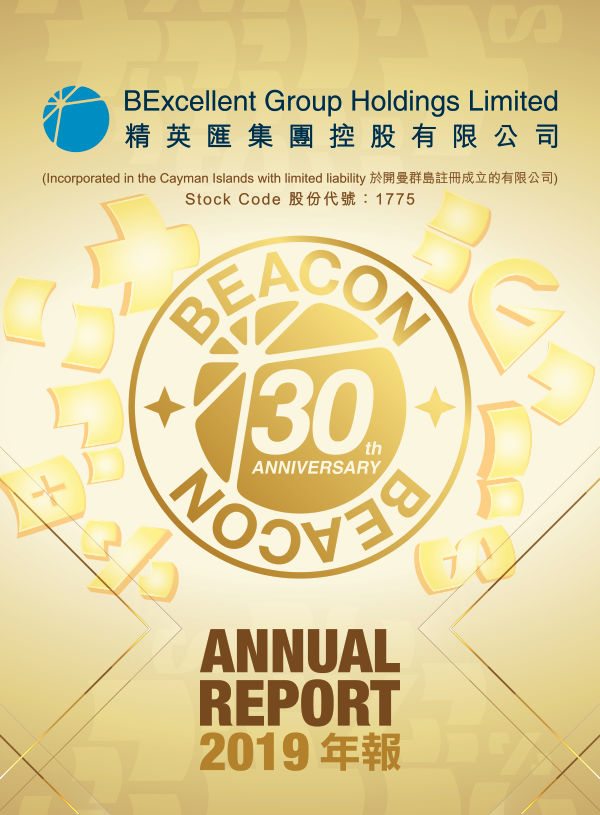 BExcellent Group Holdings Limited
精英匯集團控股有限公司
(Incorporated in the Cayman Islands with limited liability 於開曼群島註冊成立的有限公司)
Stock Code 股份代號：1775
BEACON
30th
ANNIVERSARY
BEACON
ANNUAL
REPORT
2019 年報